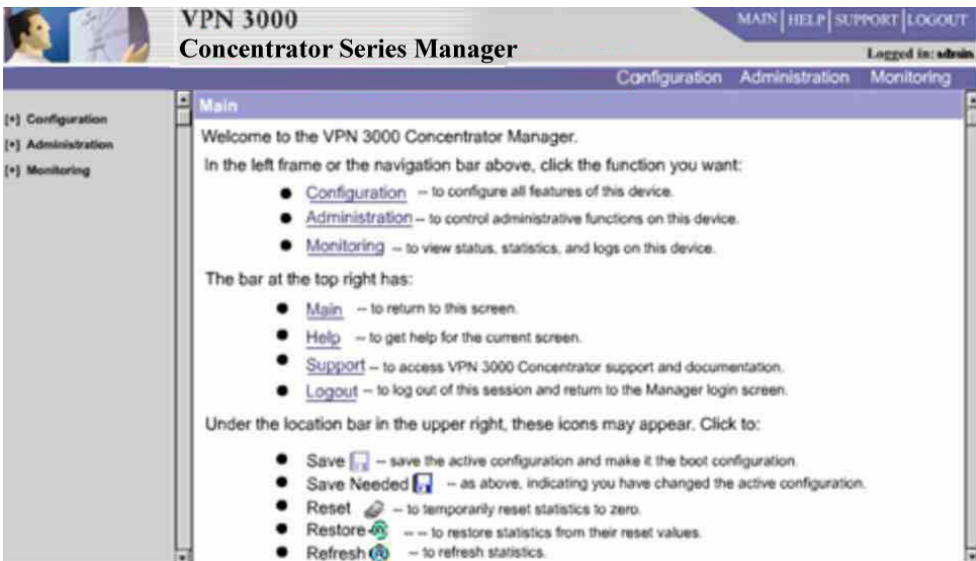 VPN 3000
Concentrator Series Manager
MAIN | HELP | SUPPORT | LOGOUT
Logged in: admin
Configuration Administration Monitoring
[+] Configuration
[+] Administration
[+] Monitoring
Main
Welcome to the VPN 3000 Concentrator Manager.
In the left frame or the navigation bar above, click the function you want:
● Configuration -- to configure all features of this device.
● Administration -- to control administrative functions on this device.
● Monitoring -- to view status, statistics, and logs on this device.
The bar at the top right has:
● Main -- to return to this screen.
● Help -- to get help for the current screen.
● Support -- to access VPN 3000 Concentrator support and documentation.
● Logout -- to log out of this session and return to the Manager login screen.
Under the location bar in the upper right, these icons may appear. Click to:
● Save -- save the active configuration and make it the boot configuration.
● Save Needed -- as above, indicating you have changed the active configuration.
● Reset -- to temporarily reset statistics to zero.
● Restore -- -- to restore statistics from their reset values.
● Refresh -- to refresh statistics.